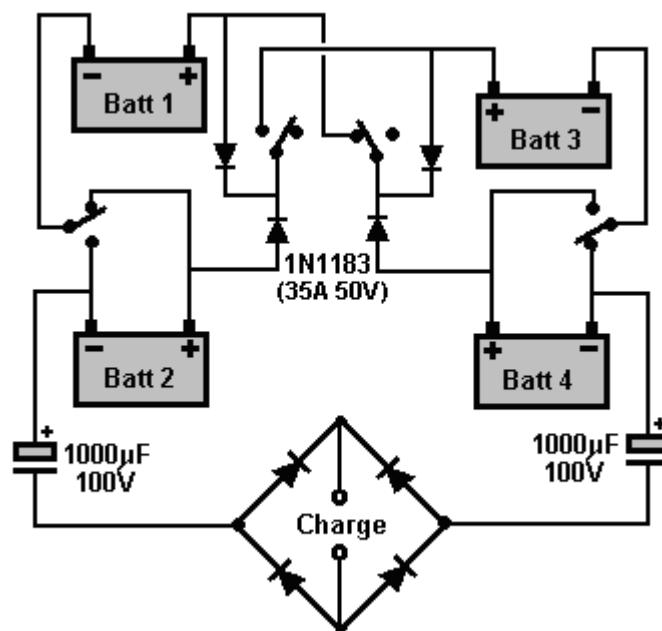 - +
Batt 1
+ -
Batt 3
1N1183
(35A 50V)
- +
Batt 2
+ -
Batt 4
+
1000µF
100V
+
1000µF
100V
Charge